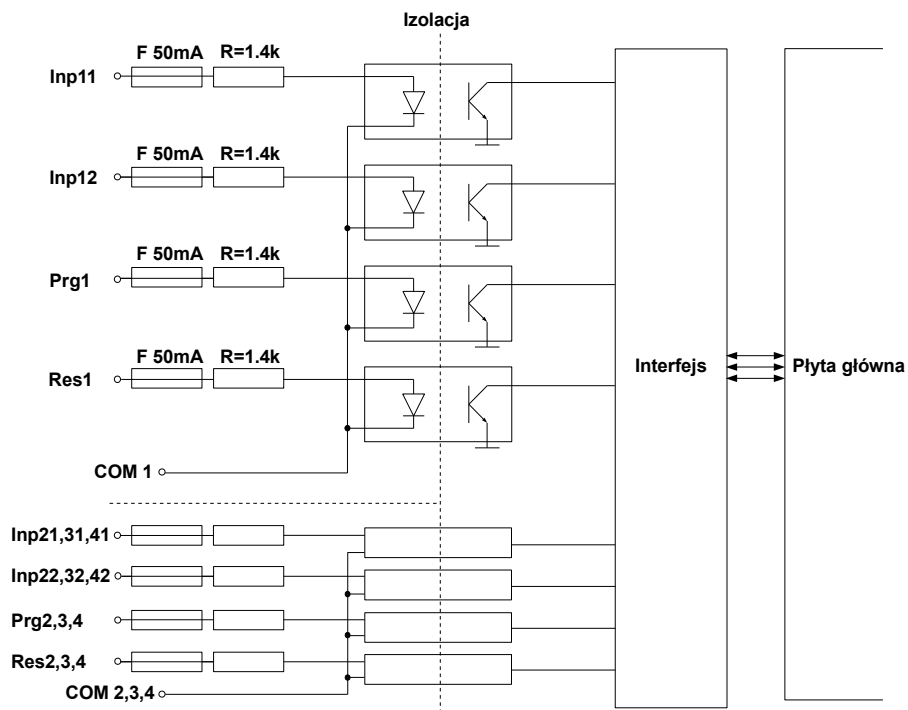 Izolacja
F 50mA R=1.4k
Inp11
F 50mA R=1.4k
Inp12
F 50mA R=1.4k
Prg1
F 50mA R=1.4k
Res1
Interfejs
Płyta główna
COM 1
Inp21,31,41
Inp22,32,42
Prg2,3,4
Res2,3,4
COM 2,3,4